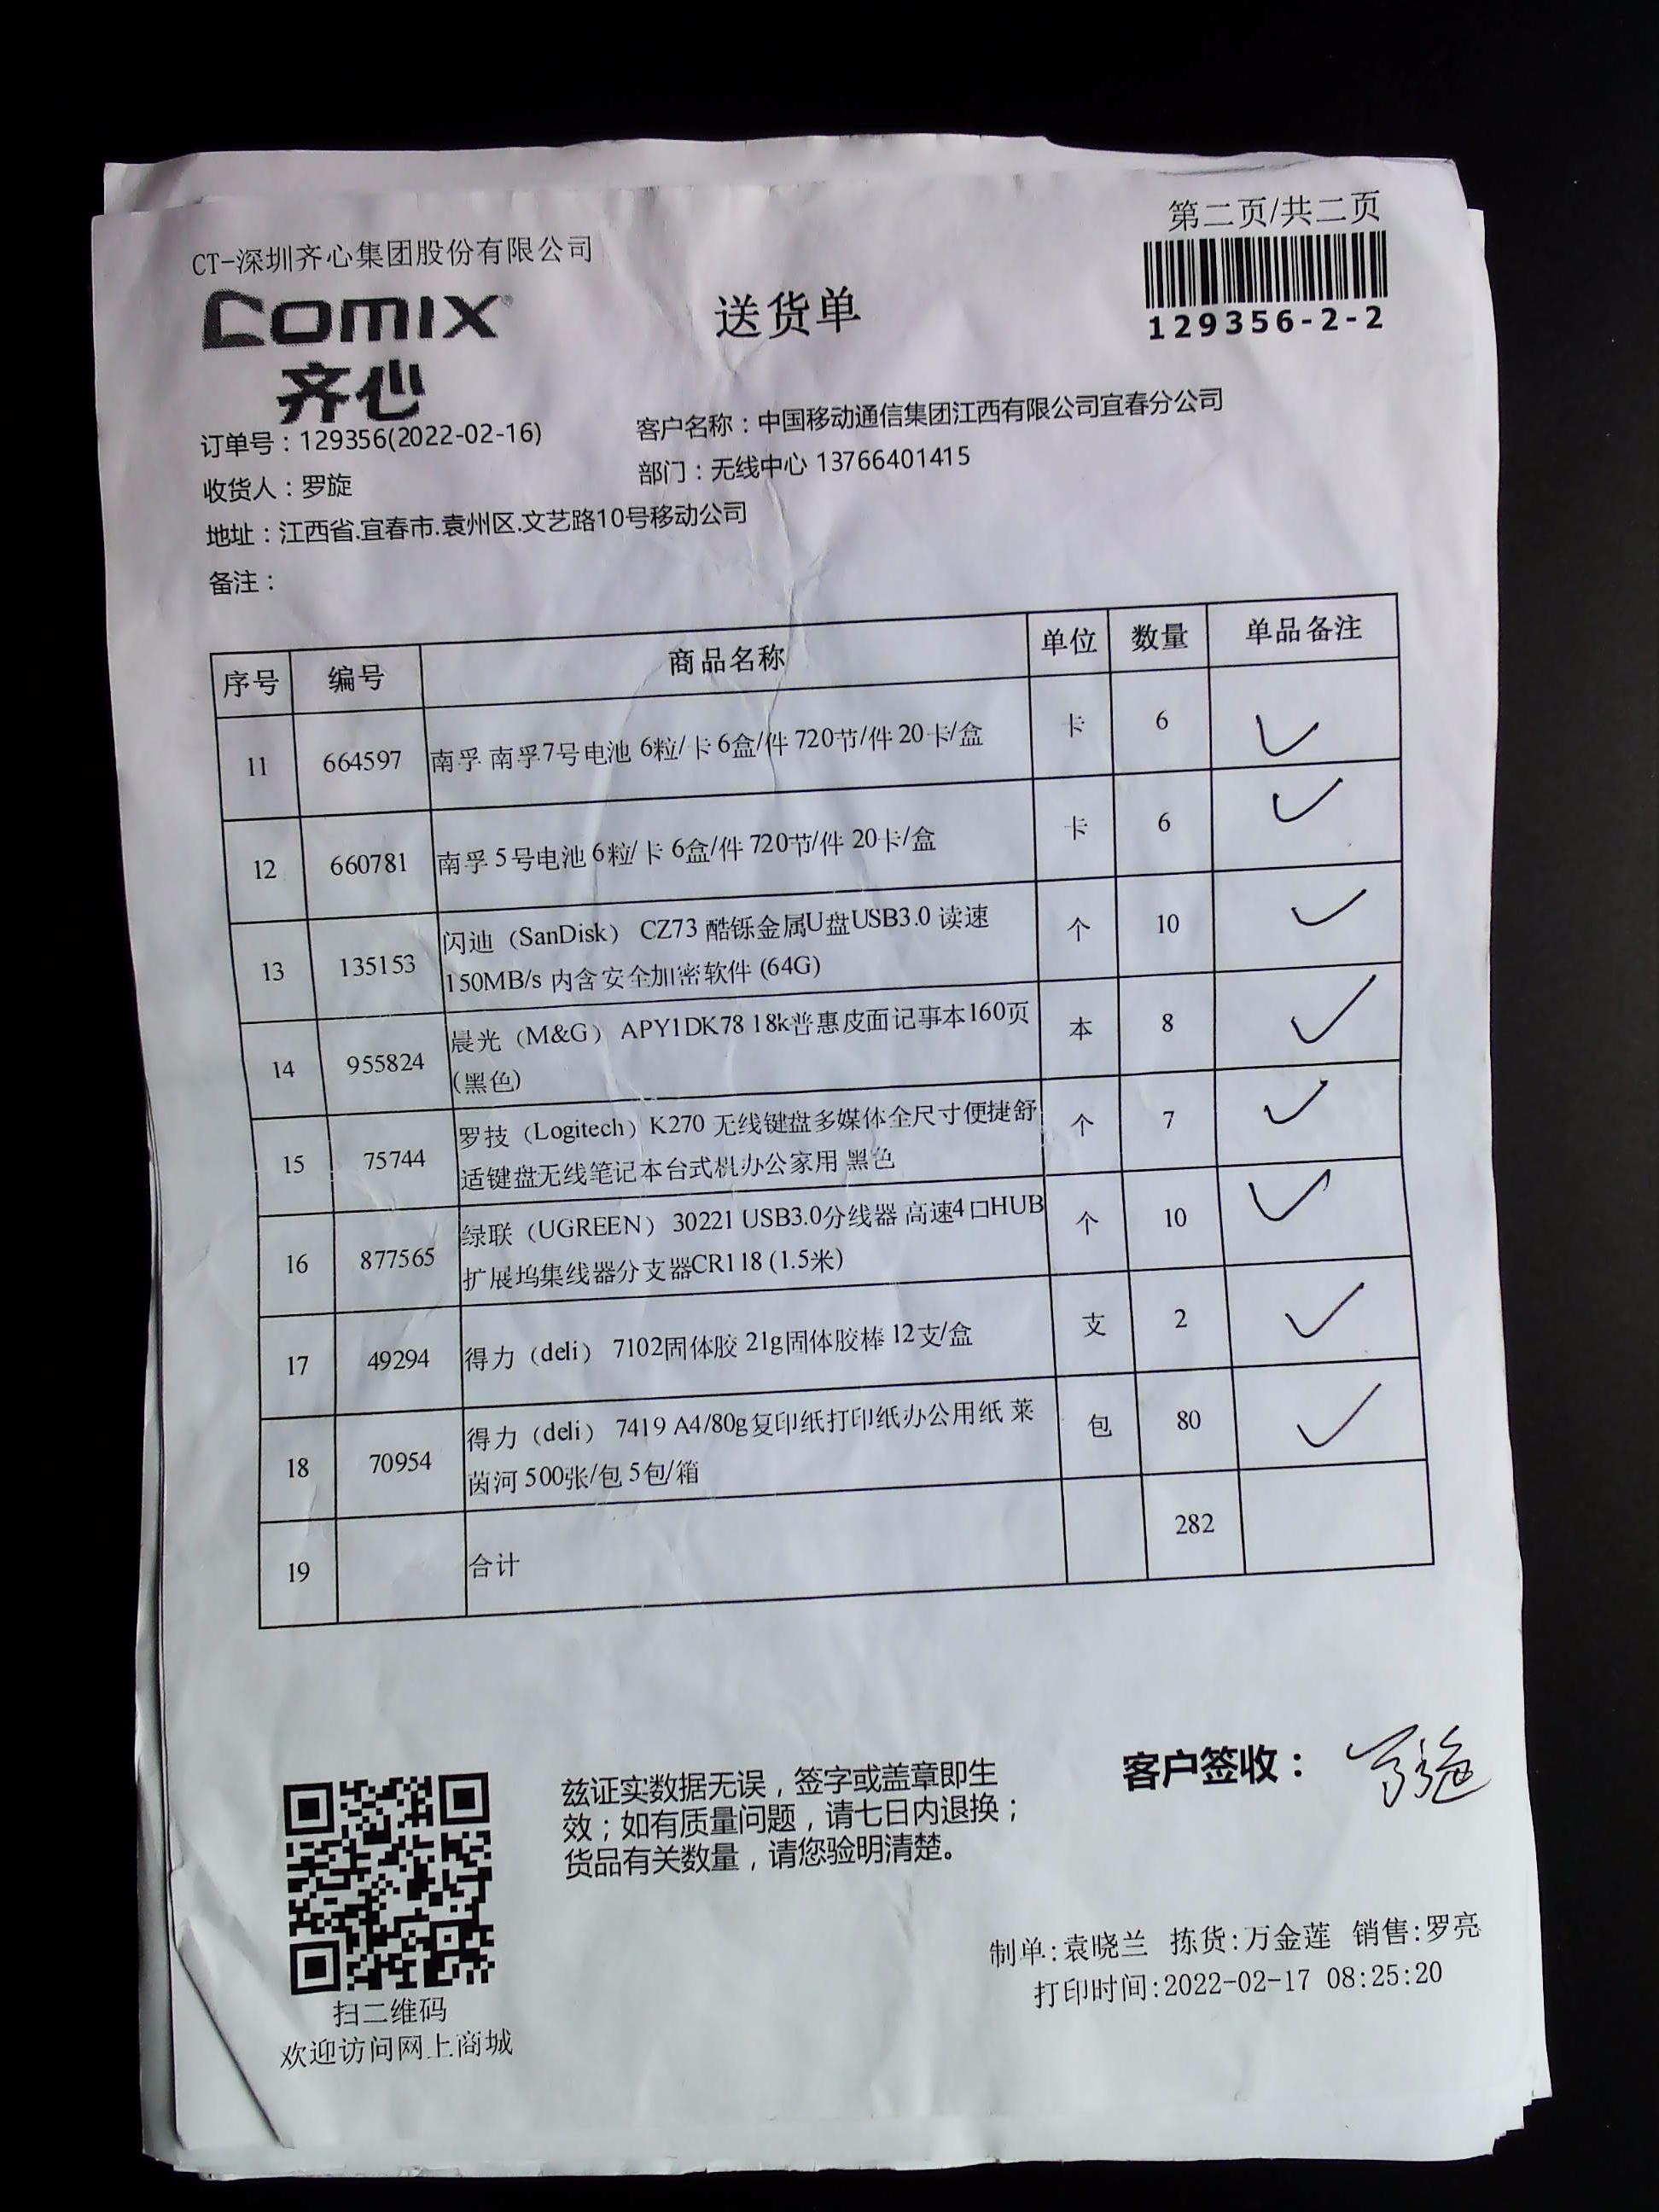 第二页/共二页
CT-深圳齐心集团股份有限公司
comix
齐心
送货单
129356-2-2
订单号：129356(2022-02-16)
客户名称：中国移动通信集团江西有限公司宜春分公司
收货人：罗旋
部门：无线中心 13766401415
地址：江西省.宜春市.袁州区.文艺路10号移动公司
备注：
序号 编号 商品名称 单位 数量 单品备注
11 664597 南孚 南孚7号电池 6粒/卡 6盒/件 720节/件 20卡/盒 卡 6
12 660781 南孚 5号电池 6粒/卡 6盒/件 720节/件 20卡/盒 卡 6
13 135153 闪迪（SanDisk） CZ73 酷铄金属U盘USB3.0 读速
150MB/s 内含安全加密软件 (64G) 个 10
14 955824 晨光（M&G） APY1DK78 18k普惠皮面记事本160页
(黑色) 本 8
15 75744 罗技（Logitech）K270 无线键盘多媒体全尺寸便捷舒
适键盘无线笔记本台式机办公家用 黑色 个 7
16 877565 绿联（UGREEN） 30221 USB3.0分线器 高速4口HUB
扩展坞集线器分支器CR118 (1.5米) 个 10
17 49294 得力（deli） 7102固体胶 21g固体胶棒 12支/盒 支 2
18 70954 得力（deli） 7419 A4/80g复印纸打印纸办公用纸 莱
茵河 500张/包 5包/箱 包 80
19 合计 282
兹证实数据无误，签字或盖章即生
效；如有质量问题，请七日内退换；
货品有关数量，请您验明清楚。
客户签收：
制单:袁晓兰 拣货:万金莲 销售:罗亮
打印时间:2022-02-17 08:25:20
扫二维码
欢迎访问网上商城